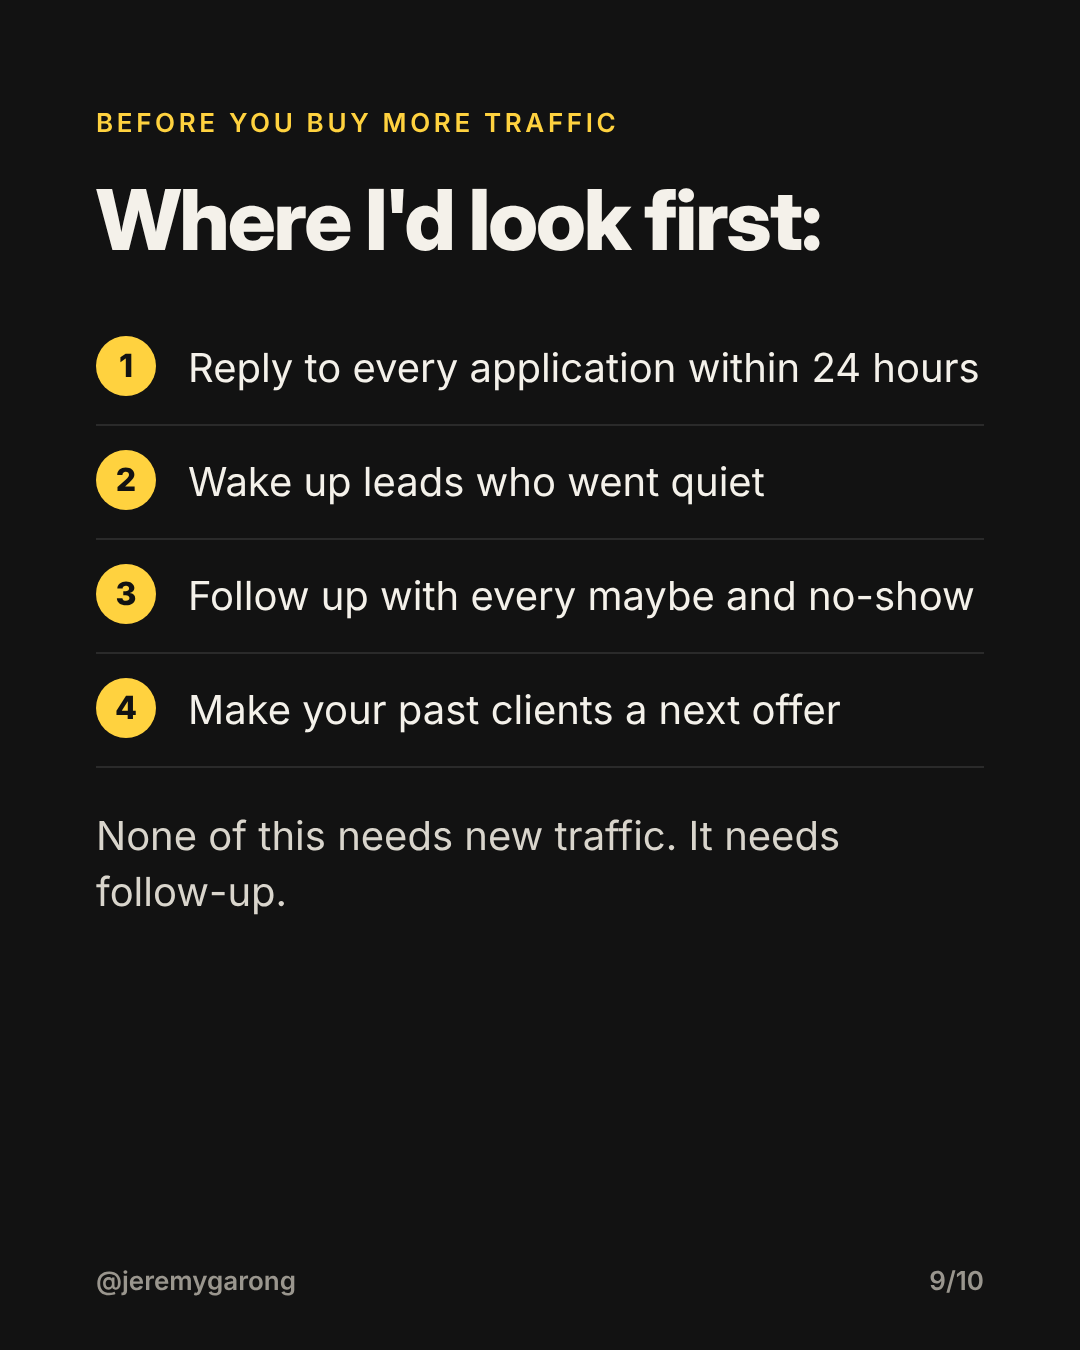 BEFORE YOU BUY MORE TRAFFIC
Where I'd look first:
1 Reply to every application within 24 hours
2 Wake up leads who went quiet
3 Follow up with every maybe and no-show
4 Make your past clients a next offer
None of this needs new traffic. It needs
follow-up.
@jeremygarong 9/10